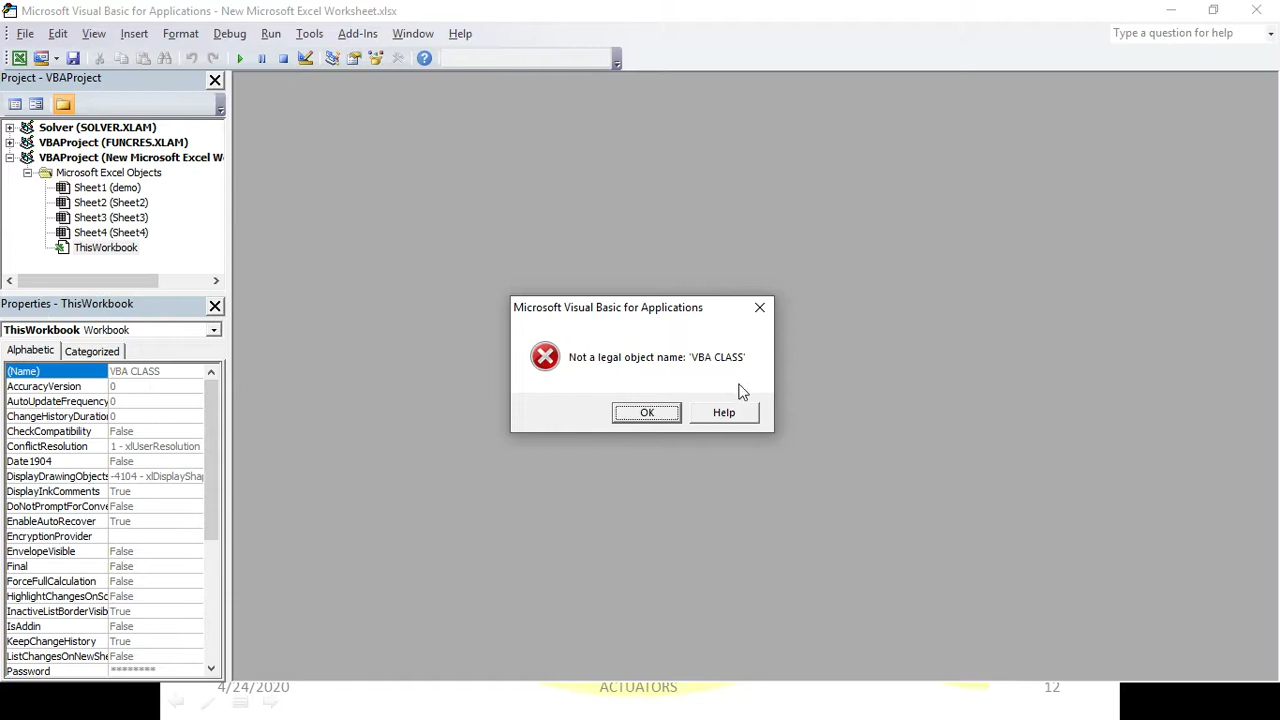 Microsoft Visual Basic for Applications - New Microsoft Excel Worksheet.xlsx
File Edit View Insert Format Debug Run Tools Add-Ins Window Help
Type a question for help
Project - VBAProject
Solver (SOLVER.XLAM)
VBAProject (FUNCRES.XLAM)
VBAProject (New Microsoft Excel W
Microsoft Excel Objects
Sheet1 (demo)
Sheet2 (Sheet2)
Sheet3 (Sheet3)
Sheet4 (Sheet4)
ThisWorkbook
Properties - ThisWorkbook
ThisWorkbook Workbook
Alphabetic Categorized
(Name) VBA CLASS
AccuracyVersion 0
AutoUpdateFrequency 0
ChangeHistoryDuration 0
CheckCompatibility False
ConflictResolution 1 - xlUserResolution
Date1904 False
DisplayDrawingObjects -4104 - xlDisplayShap
DisplayInkComments True
DoNotPromptForConve False
EnableAutoRecover True
EncryptionProvider
EnvelopeVisible False
Final False
ForceFullCalculation False
HighlightChangesOnSc False
InactiveListBorderVisib True
IsAddin False
KeepChangeHistory True
ListChangesOnNewShe False
Password ********
Microsoft Visual Basic for Applications
Not a legal object name: 'VBA CLASS'
OK Help
4/24/2020 ACTUATORS 12